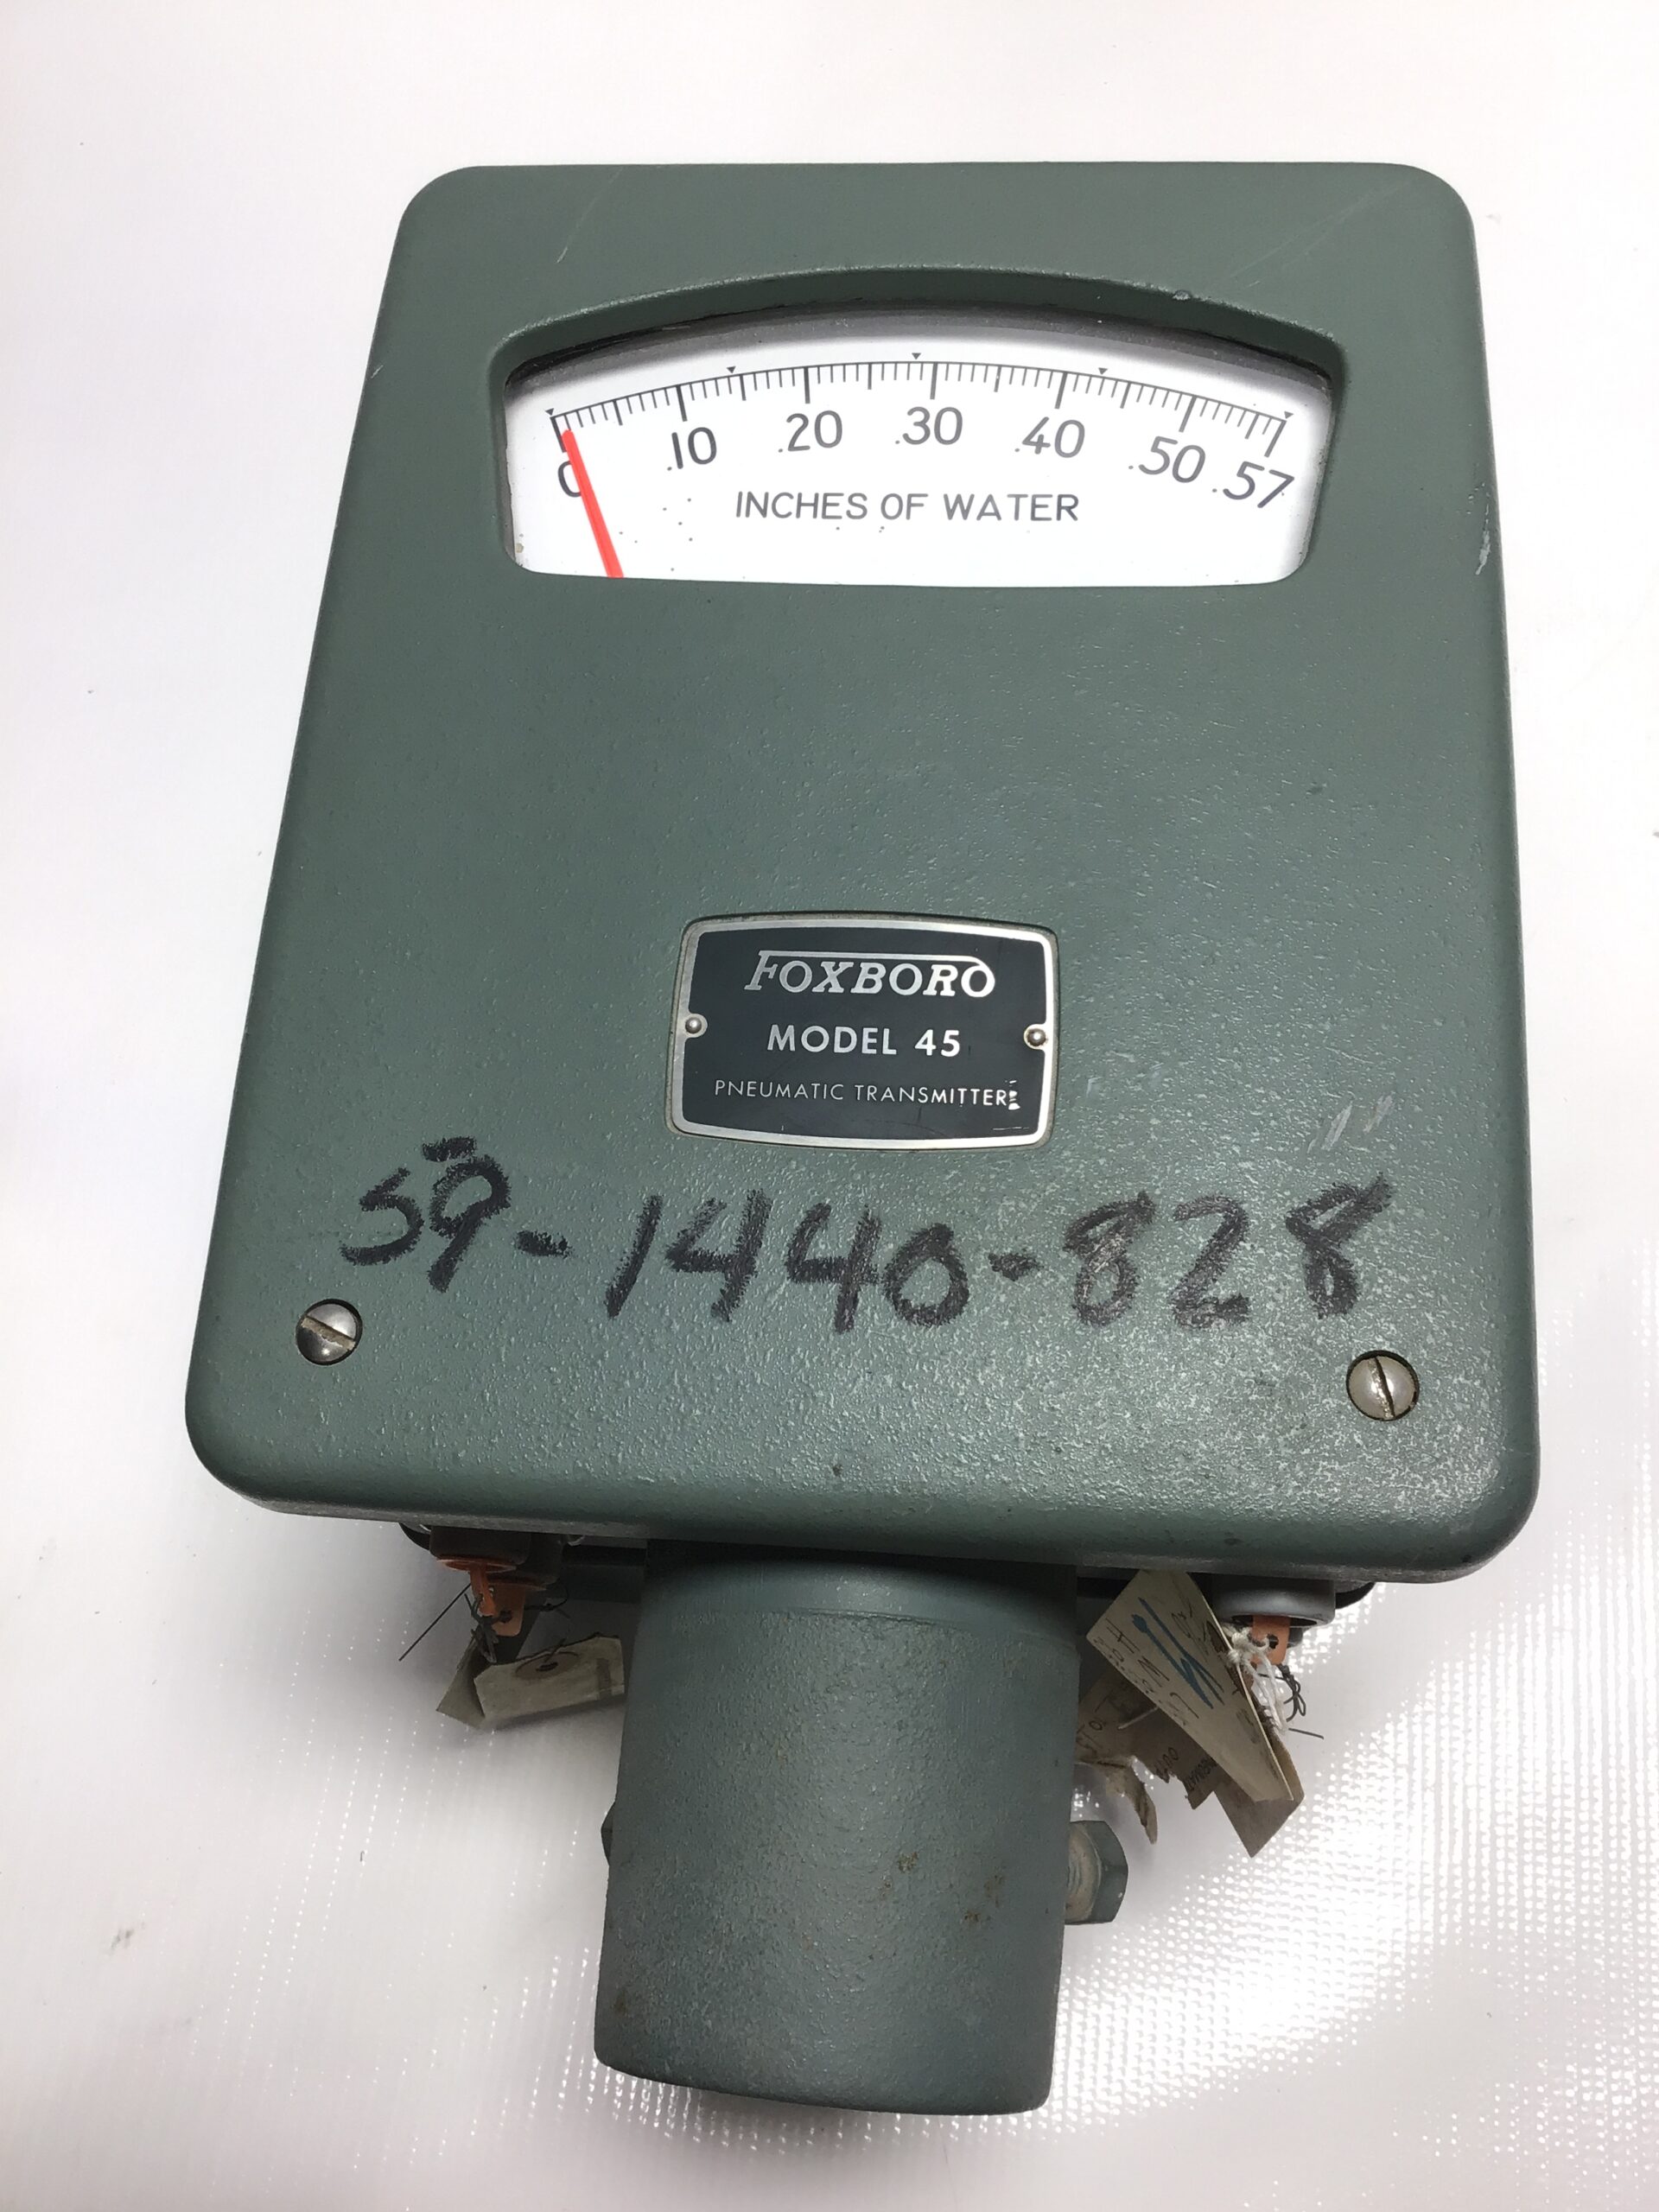 0 .10 .20 .30 .40 .50 .57
INCHES OF WATER
FOXBORO
MODEL 45
PNEUMATIC TRANSMITTER
59-1440-828